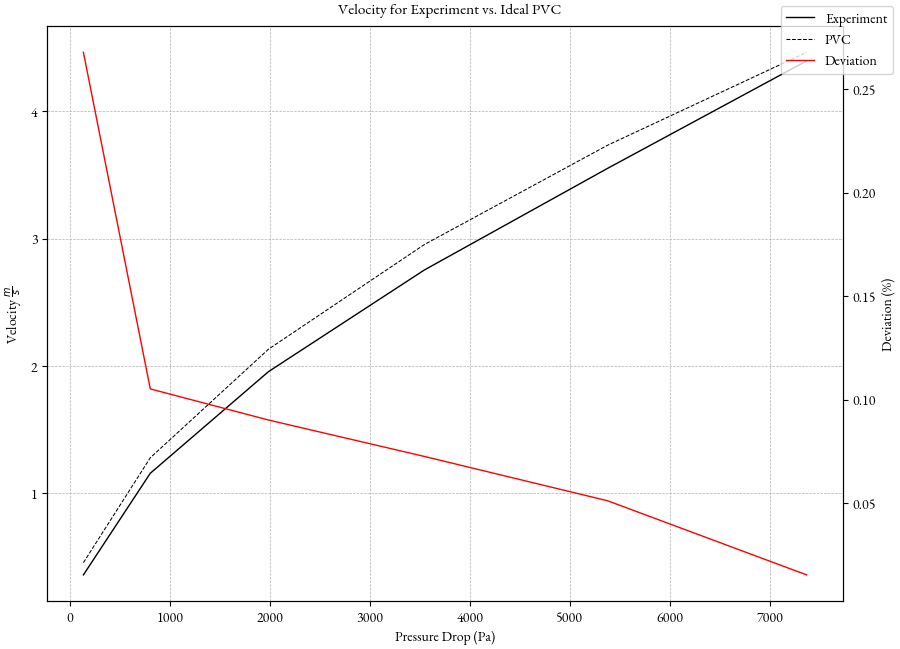 Velocity for Experiment vs. Ideal PVC
Experiment
PVC
Deviation
4
3
2
1
Velocity m/s
0.25
0.20
0.15
0.10
0.05
Deviation (%)
0 1000 2000 3000 4000 5000 6000 7000
Pressure Drop (Pa)